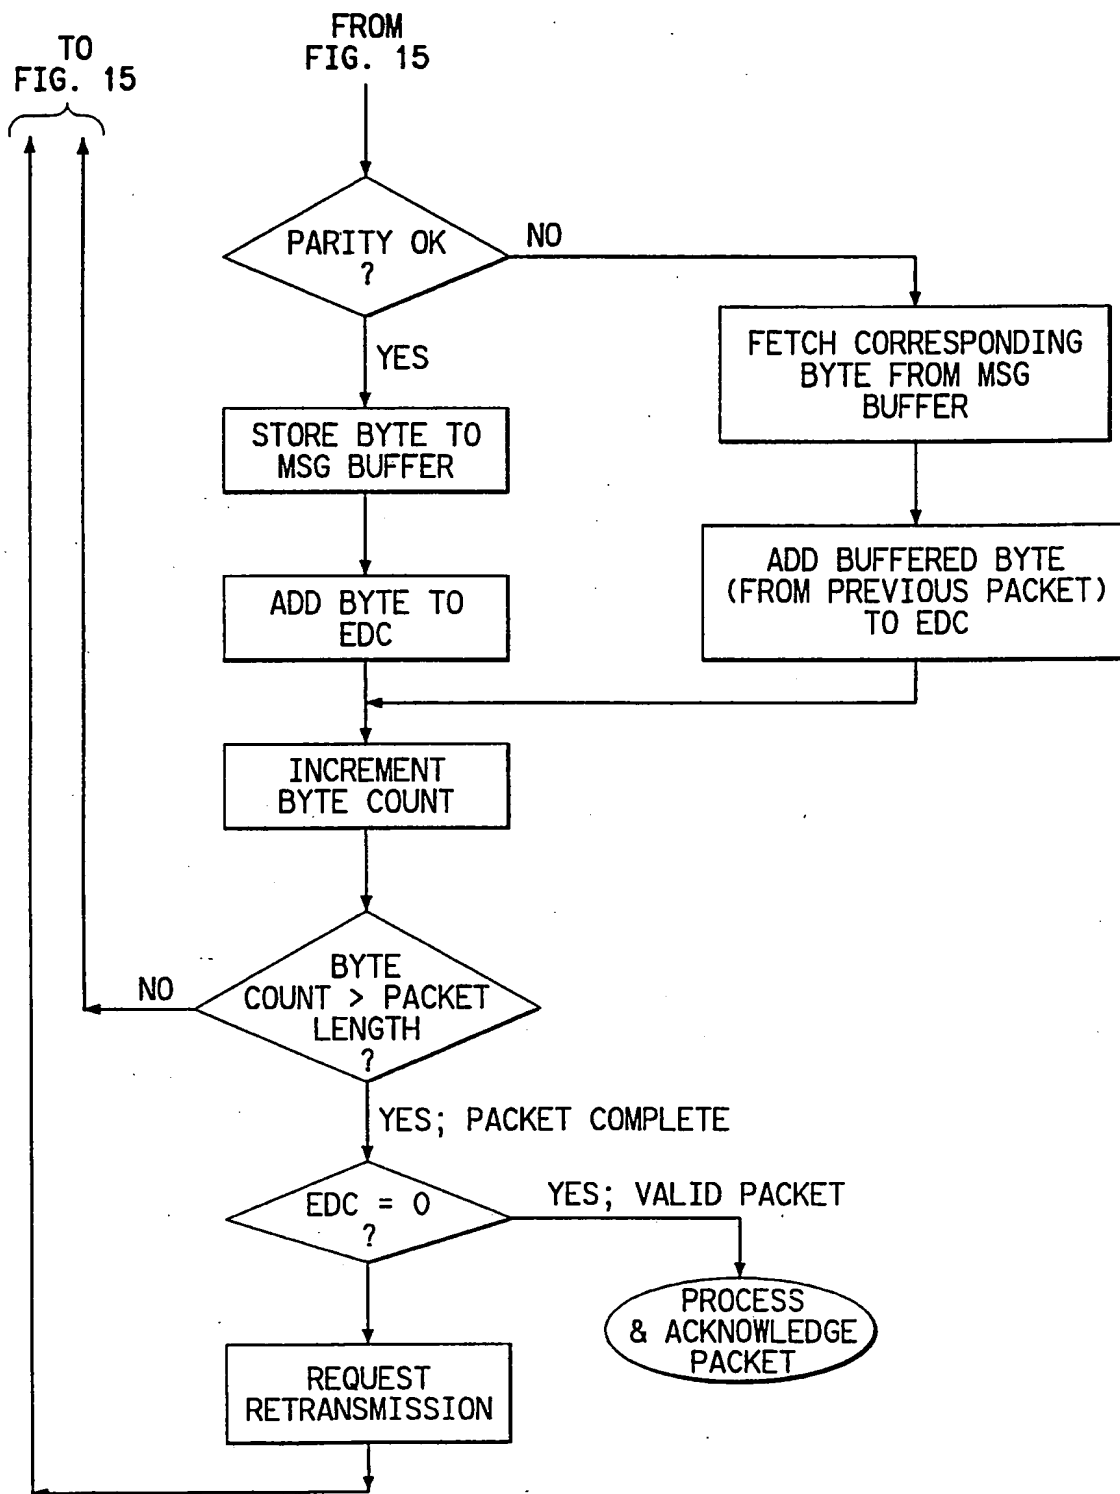 TO
FIG. 15
FROM
FIG. 15
PARITY OK
?
NO
YES
FETCH CORRESPONDING
BYTE FROM MSG
BUFFER
STORE BYTE TO
MSG BUFFER
ADD BUFFERED BYTE
(FROM PREVIOUS PACKET)
TO EDC
ADD BYTE TO
EDC
INCREMENT
BYTE COUNT
BYTE
COUNT > PACKET
LENGTH
?
NO
YES; PACKET COMPLETE
EDC = 0
?
YES; VALID PACKET
PROCESS
& ACKNOWLEDGE
PACKET
REQUEST
RETRANSMISSION